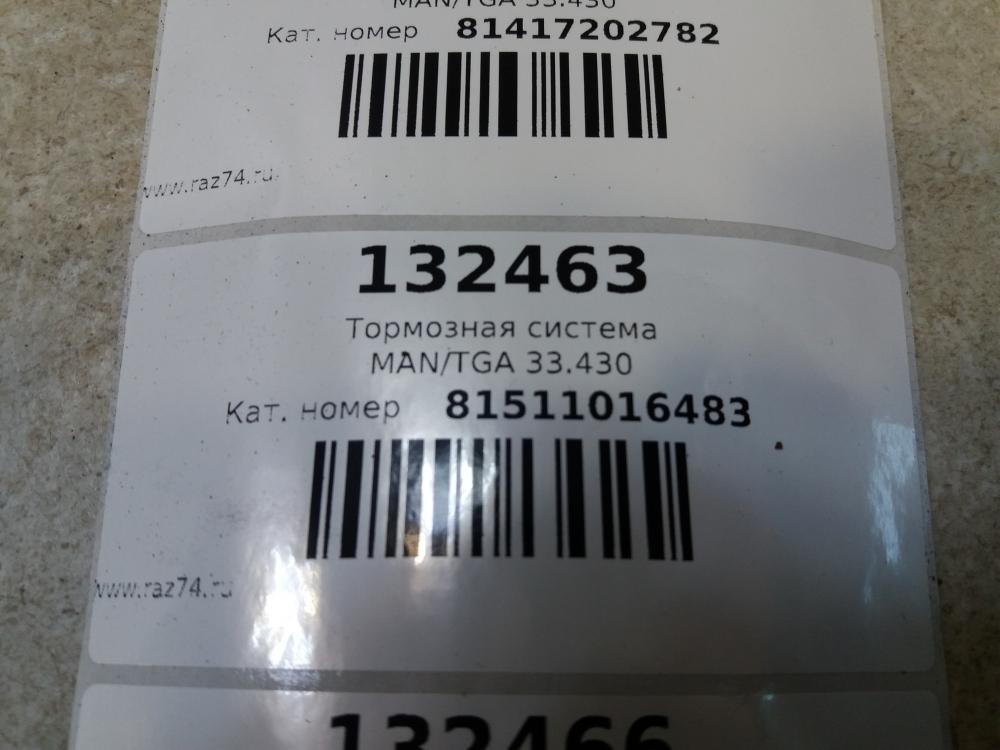 MAN/TGA 33.430
Кат. номер 81417202782
www.raz74.ru
132463
Тормозная система
MAN/TGA 33.430
Кат. номер 81511016483
www.raz74.ru
132466